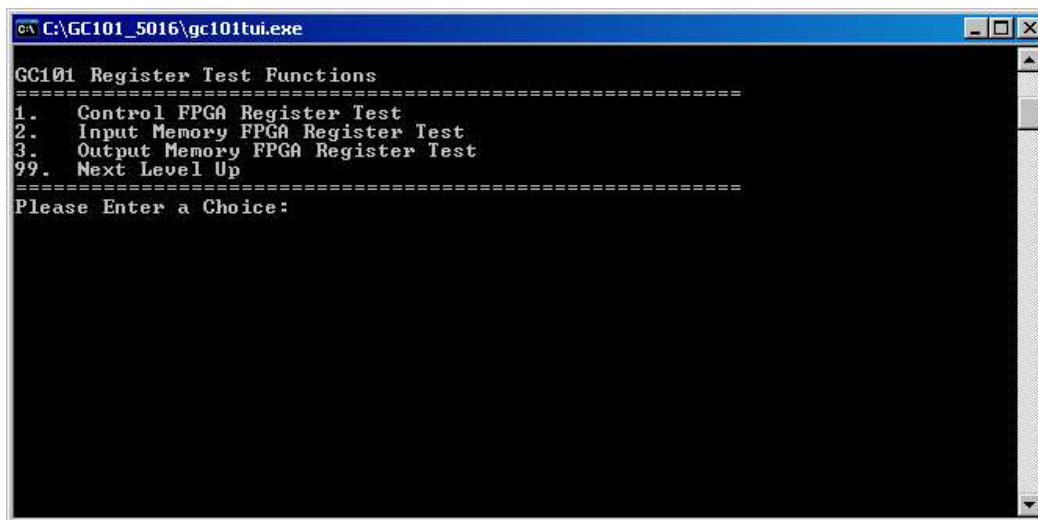 C:\GC101_5016\gc101tui.exe
GC101 Register Test Functions
==========================================================
1.   Control FPGA Register Test
2.   Input Memory FPGA Register Test
3.   Output Memory FPGA Register Test
99.  Next Level Up
==========================================================
Please Enter a Choice: